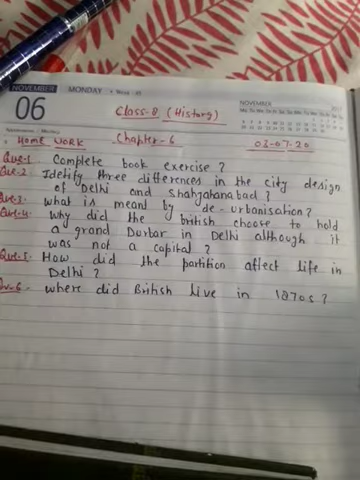 NOVEMBER
MONDAY
06
Class-8 (History)
NOVEMBER
HOME WORK Chapter-6 03-07-20
Que-1 Complete book exercise?
Que-2 Identify three differences in the city design
of Delhi and Shahjahanabad?
Que-3. what is meant by de-urbanisation?
Que-4. Why did the british choose to hold
a grand Durbar in Delhi although it
was not a capital?
Que-5. How did the partition affect life in
Delhi?
Que-6 where did British live in 1870s?